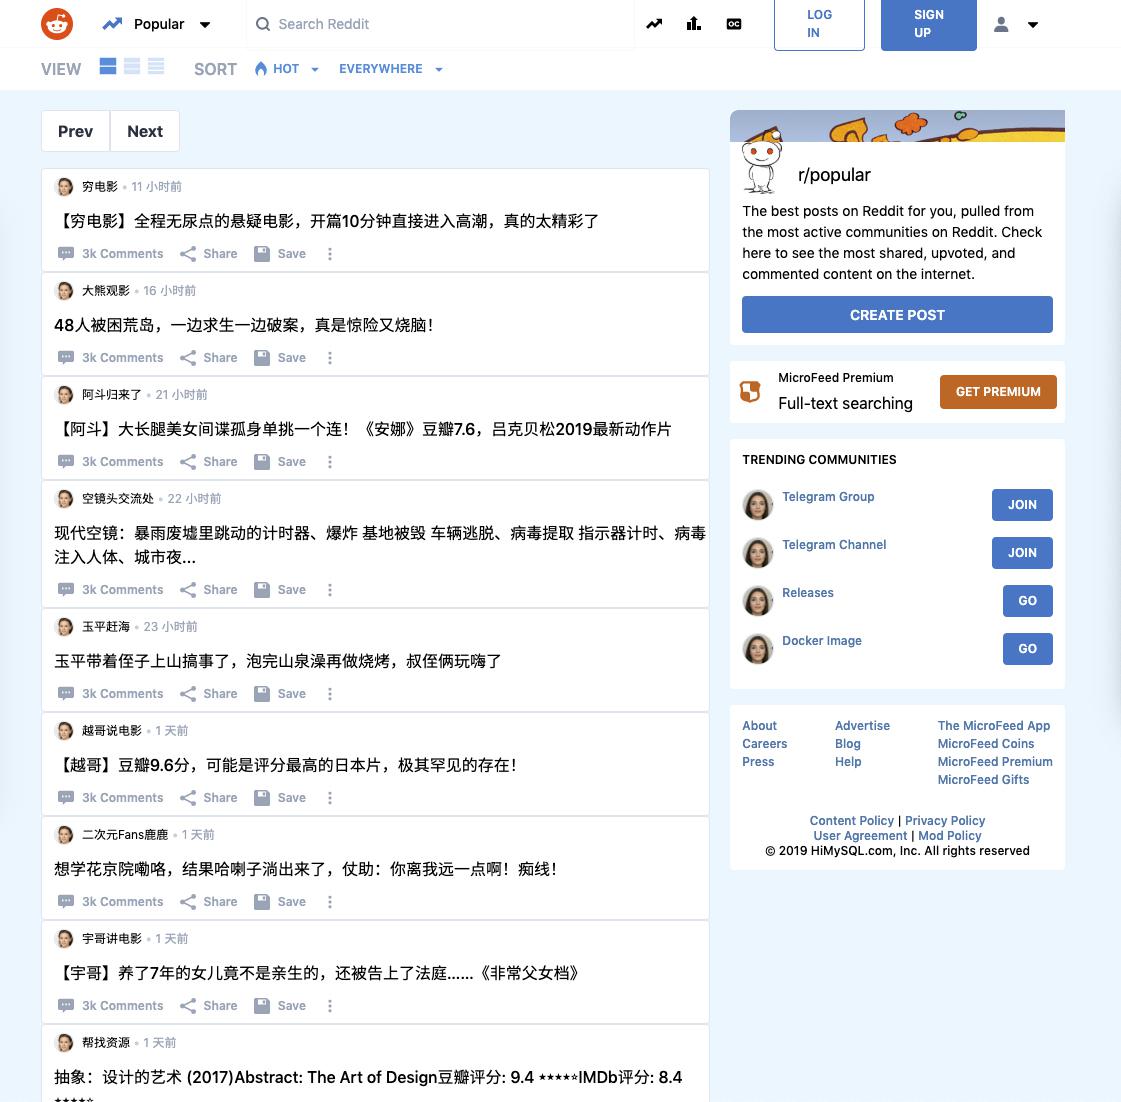 Popular
Search Reddit
LOG IN
SIGN UP
VIEW
SORT
HOT
EVERYWHERE
Prev
Next
穷电影 • 11 小时前
【穷电影】全程无尿点的悬疑电影，开篇10分钟直接进入高潮，真的太精彩了
3k Comments Share Save
大熊观影 • 16 小时前
48人被困荒岛，一边求生一边破案，真是惊险又烧脑！
3k Comments Share Save
阿斗归来了 • 21 小时前
【阿斗】大长腿美女间谍孤身单挑一个连！《安娜》豆瓣7.6，吕克贝松2019最新动作片
3k Comments Share Save
空镜头交流处 • 22 小时前
现代空镜：暴雨废墟里跳动的计时器、爆炸 基地被毁 车辆逃脱、病毒提取 指示器计时、病毒
注入人体、城市夜...
3k Comments Share Save
玉平赶海 • 23 小时前
玉平带着侄子上山搞事了，泡完山泉澡再做烧烤，叔侄俩玩嗨了
3k Comments Share Save
越哥说电影 • 1 天前
【越哥】豆瓣9.6分，可能是评分最高的日本片，极其罕见的存在！
3k Comments Share Save
二次元Fans鹿鹿 • 1 天前
想学花京院嘞咯，结果哈喇子淌出来了，仗助：你离我远一点啊！痴线！
3k Comments Share Save
宇哥讲电影 • 1 天前
【宇哥】养了7年的女儿竟不是亲生的，还被告上了法庭……《非常父女档》
3k Comments Share Save
帮找资源 • 1 天前
抽象：设计的艺术 (2017)Abstract: The Art of Design豆瓣评分: 9.4 ⭑⭑⭑⭑⭒IMDb评分: 8.4
⭑⭑⭑⭑⭒
r/popular
The best posts on Reddit for you, pulled from
the most active communities on Reddit. Check
here to see the most shared, upvoted, and
commented content on the internet.
CREATE POST
MicroFeed Premium
Full-text searching
GET PREMIUM
TRENDING COMMUNITIES
Telegram Group
JOIN
Telegram Channel
JOIN
Releases
GO
Docker Image
GO
About Advertise The MicroFeed App
Careers Blog MicroFeed Coins
Press Help MicroFeed Premium
MicroFeed Gifts
Content Policy | Privacy Policy
User Agreement | Mod Policy
© 2019 HiMySQL.com, Inc. All rights reserved